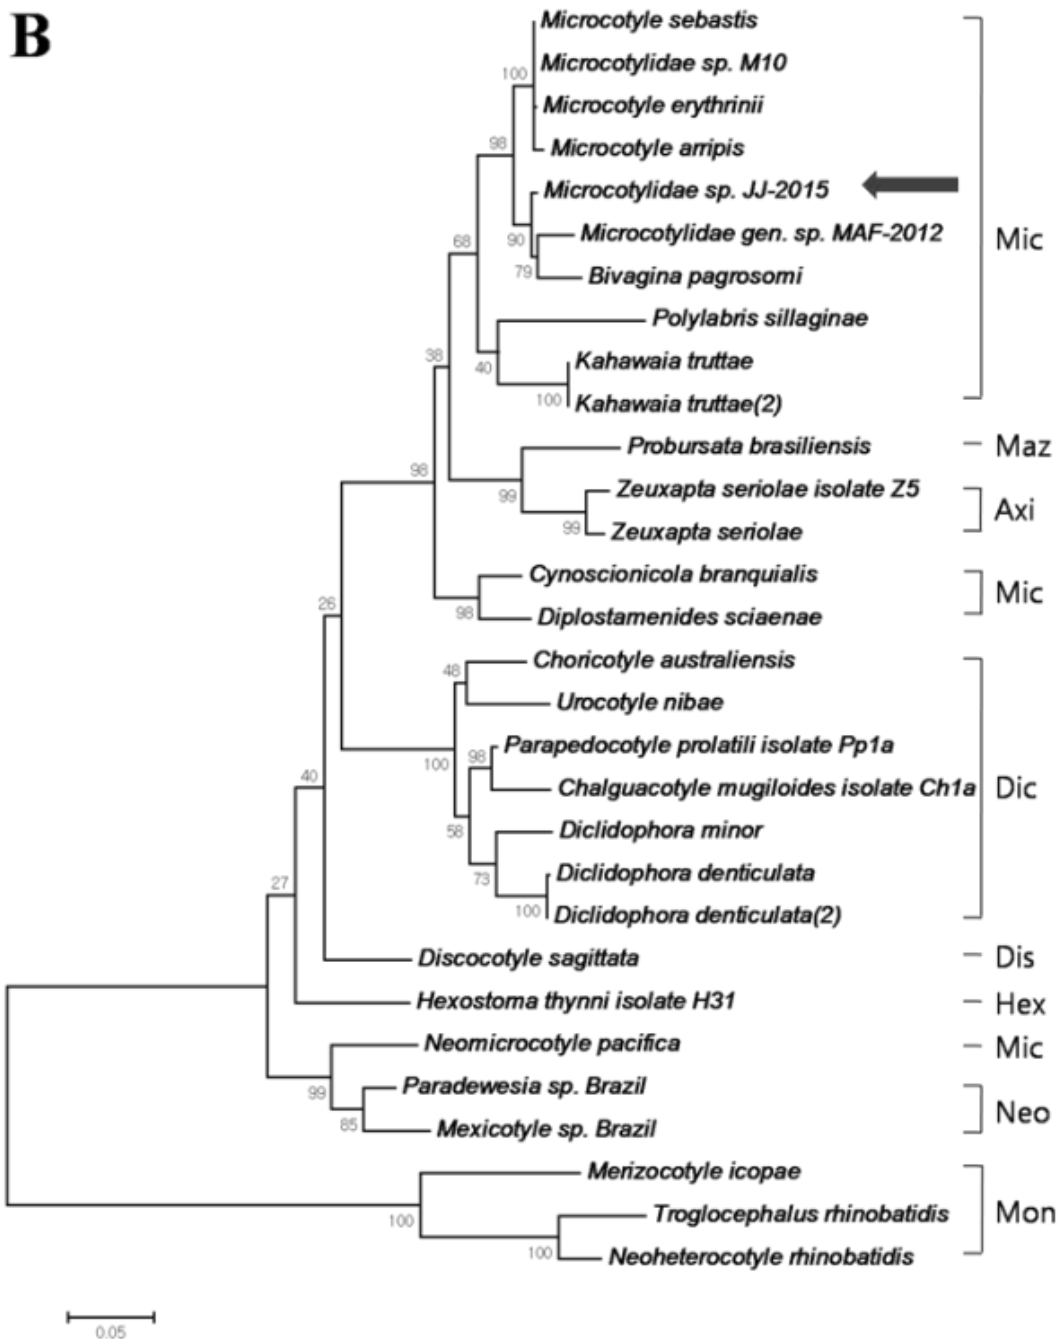 B
Microcotyle sebastis
Microcotylidae sp. M10
100
Microcotyle erythrinii
98
Microcotyle arripis
Microcotylidae sp. JJ-2015
90
Microcotylidae gen. sp. MAF-2012
Mic
68
79
Bivagina pagrosomi
Polylabris sillaginae
38
40
Kahawaia truttae
100
Kahawaia truttae(2)
Probursata brasiliensis
Maz
98
99
Zeuxapta seriolae isolate Z5
Axi
99
Zeuxapta seriolae
Cynoscionicola branquialis
Mic
26
98
Diplostamenides sciaenae
48
Choricotyle australiensis
Urocotyle nibae
100
98
Parapedocotyle prolatili isolate Pp1a
40
Chalguacotyle mugiloides isolate Ch1a
Dic
58
Diclidophora minor
73
Diclidophora denticulata
27
100
Diclidophora denticulata(2)
Discocotyle sagittata
Dis
Hexostoma thynni isolate H31
Hex
Neomicrocotyle pacifica
Mic
99
Paradewesia sp. Brazil
Neo
85
Mexicotyle sp. Brazil
Merizocotyle icopae
100
Troglocephalus rhinobatidis
Mon
100
Neoheterocotyle rhinobatidis
0.05